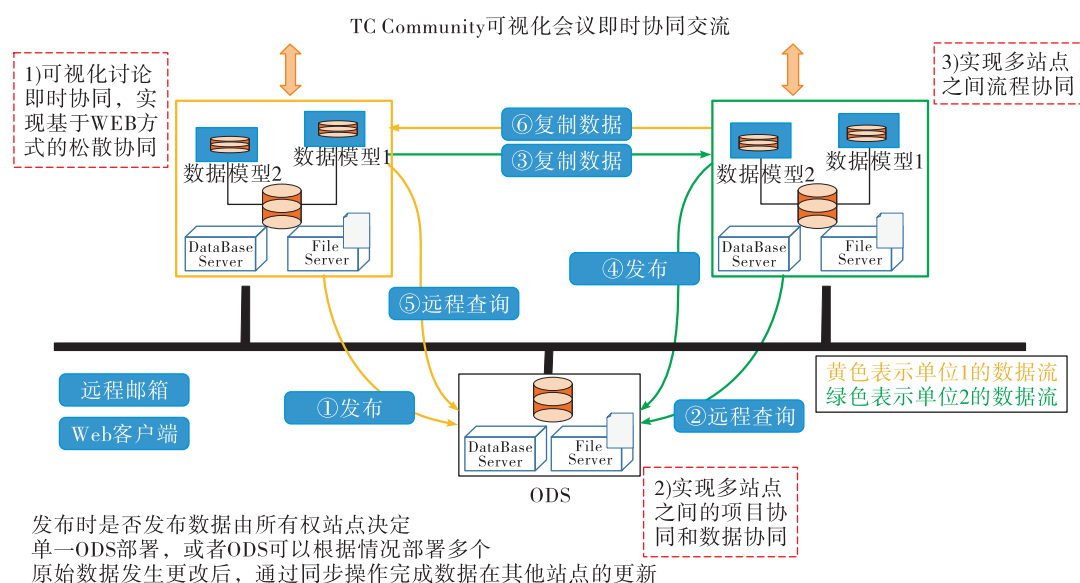 TC Community可视化会议即时协同交流
1)可视化讨论
即时协同，实
现基于WEB方
式的松散协同
3)实现多站点
之间流程协同
⑥复制数据
③复制数据
数据模型1
数据模型2
DataBase
Server
File
Server
数据模型1
数据模型2
DataBase
Server
File
Server
④发布
⑤远程查询
①发布
②远程查询
远程邮箱
Web客户端
黄色表示单位1的数据流
绿色表示单位2的数据流
DataBase
Server
File
Server
ODS
2)实现多站点
之间的项目协
同和数据协同
发布时是否发布数据由所有权站点决定
单一ODS部署，或者ODS可以根据情况部署多个
原始数据发生更改后，通过同步操作完成数据在其他站点的更新